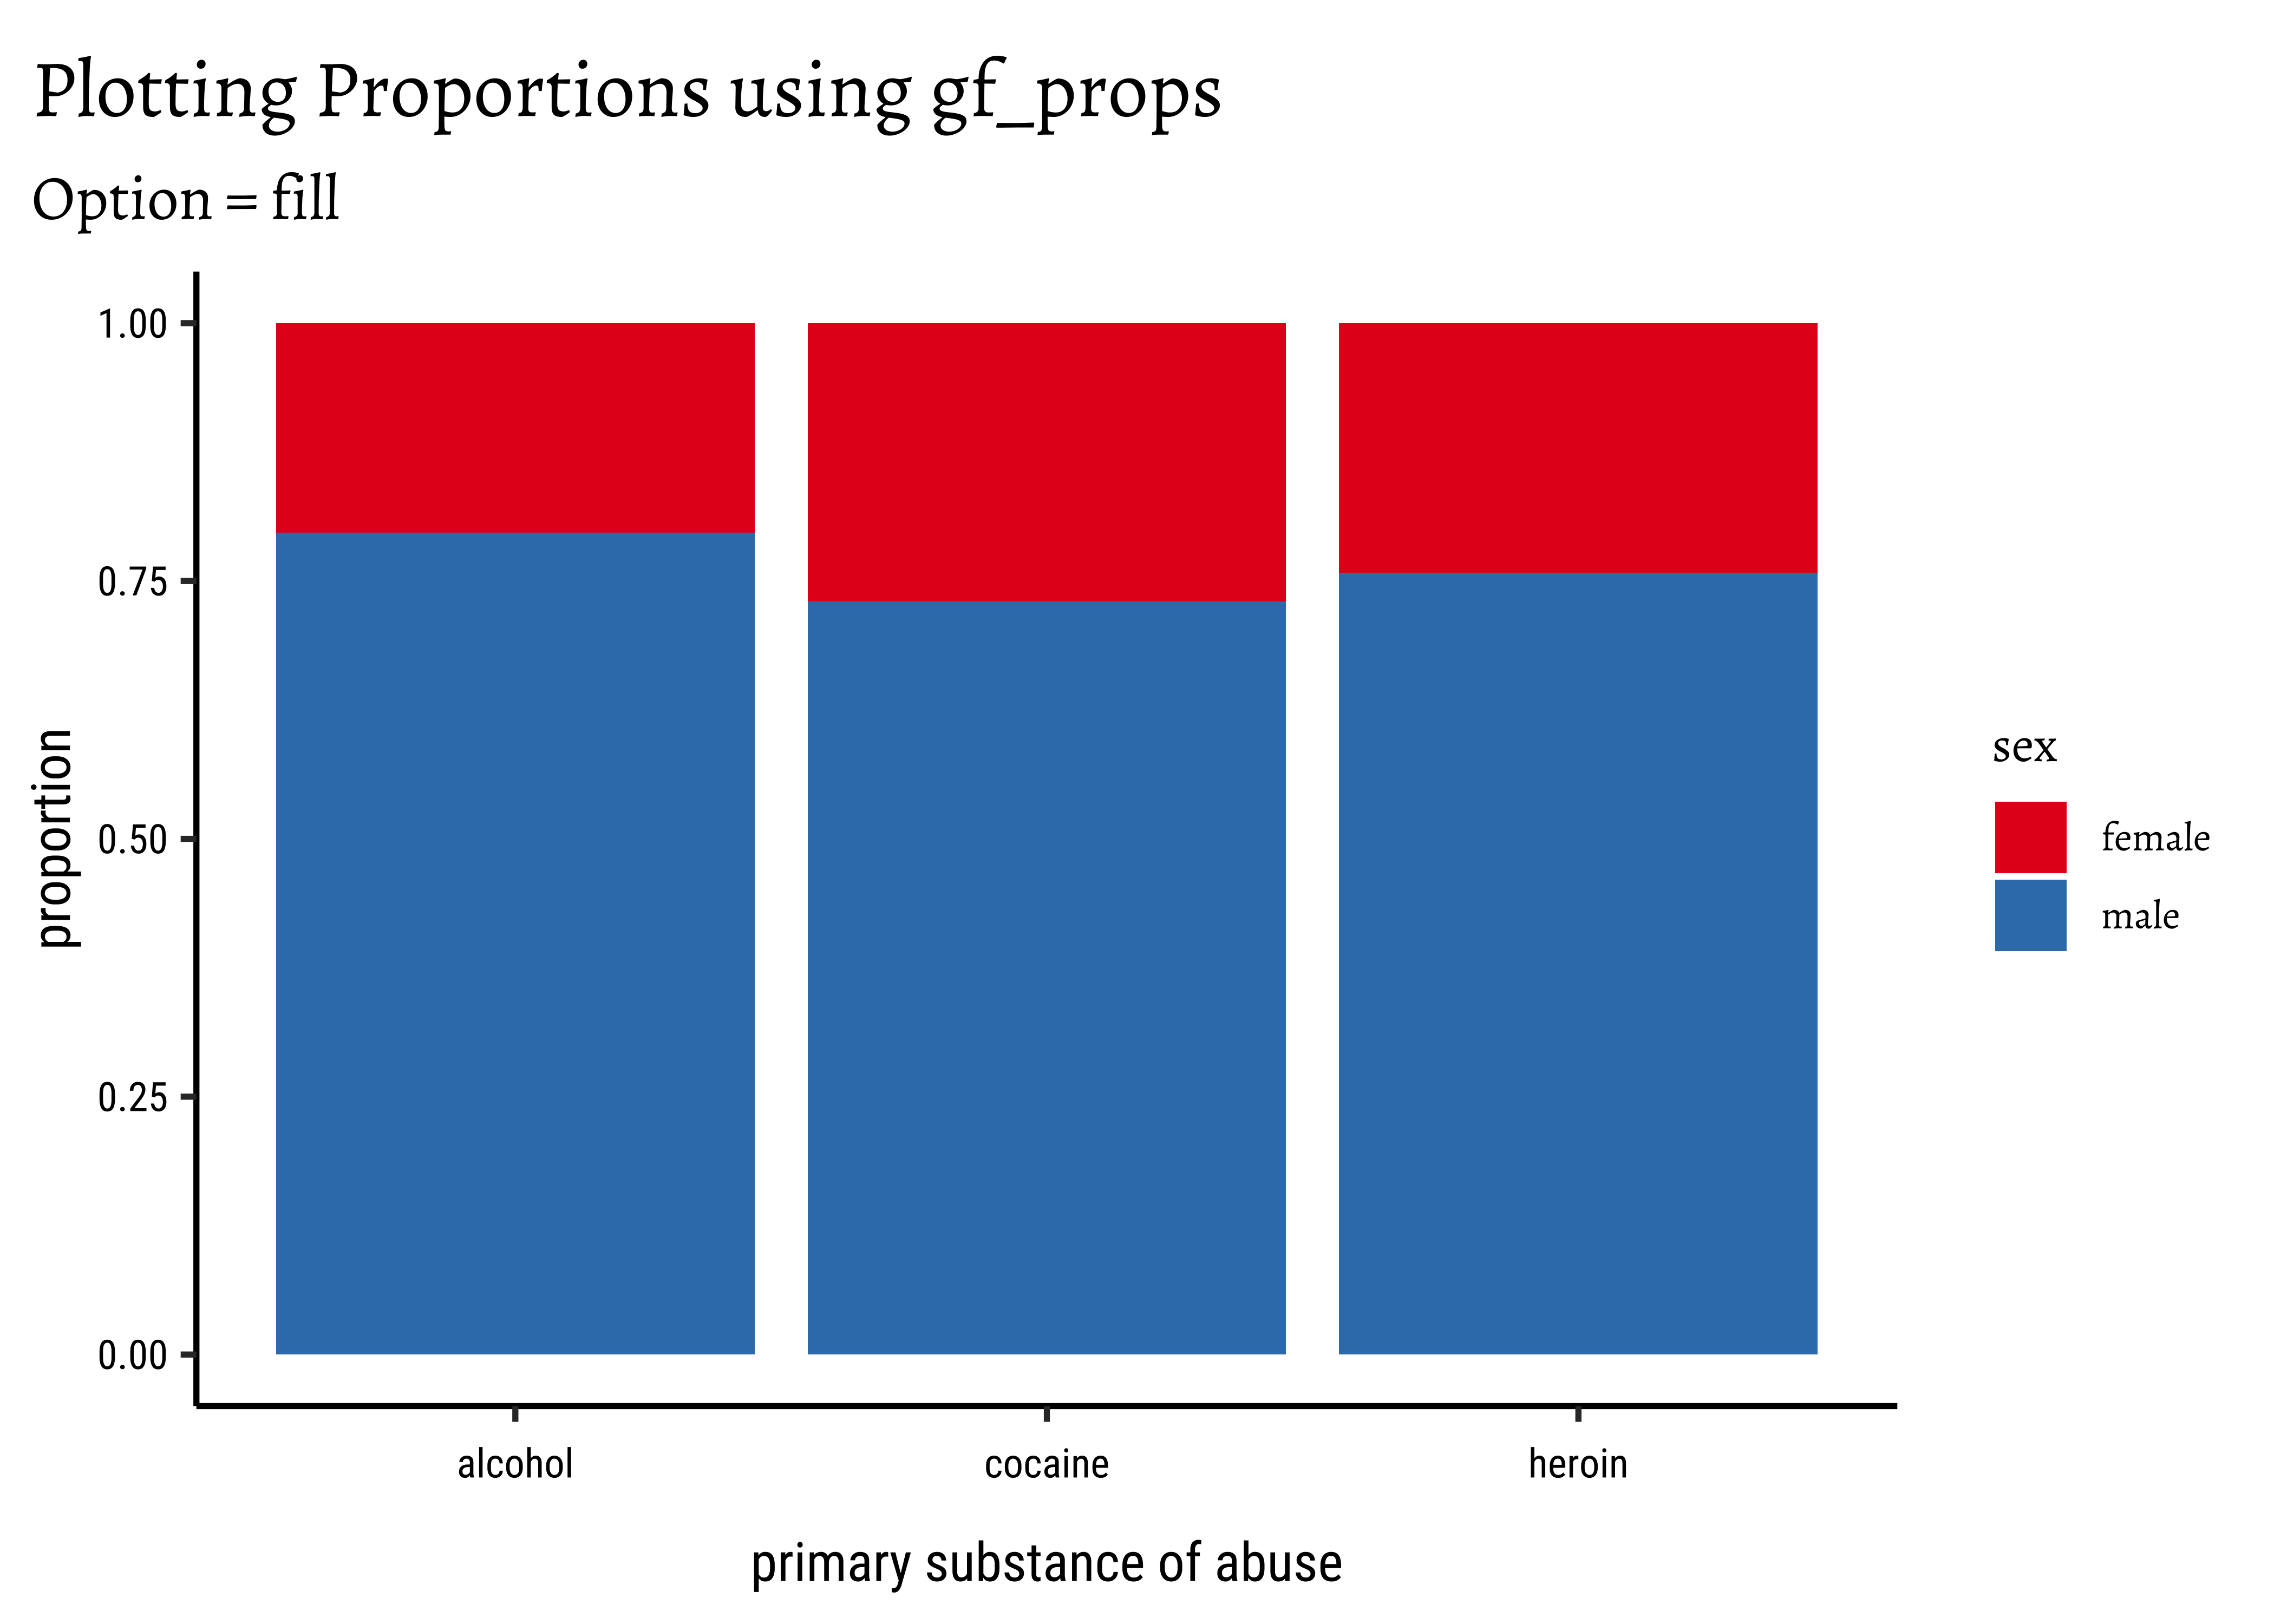 Plotting Proportions using gf_props
Option = fill
1.00
0.75
0.50
0.25
0.00
proportion
alcohol
cocaine
heroin
primary substance of abuse
sex
female
male